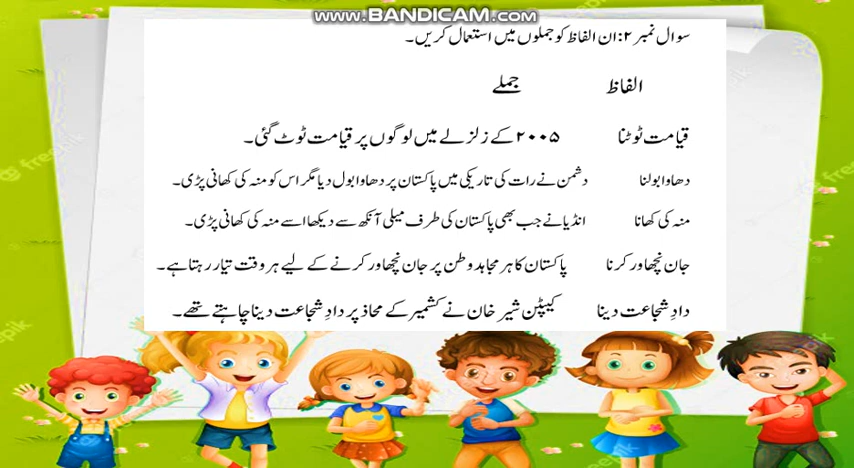 www.BANDICAM.com
سوال نمبر ۲: ان الفاظ کو جملوں میں استعمال کریں۔
الفاظ جملے
قیامت ٹوٹنا ۲۰۰۵ کے زلزلے میں لوگوں پر قیامت ٹوٹ گئی۔
دھاوا بولنا دشمن نے رات کی تاریکی میں پاکستان پر دھاوا بول دیا مگر اس کو منہ کی کھانی پڑی۔
منہ کی کھانا انڈیا نے جب بھی پاکستان کی طرف میلی آنکھ سے دیکھا اسے منہ کی کھانی پڑی۔
جان نچھاور کرنا پاکستان کا ہر مجاہد وطن پر جان نچھاور کرنے کے لیے ہر وقت تیار رہتا ہے۔
دادِ شجاعت دینا کیپٹن شیر خان نے کشمیر کے محاذ پر دادِ شجاعت دینا چاہتے تھے۔
freepik